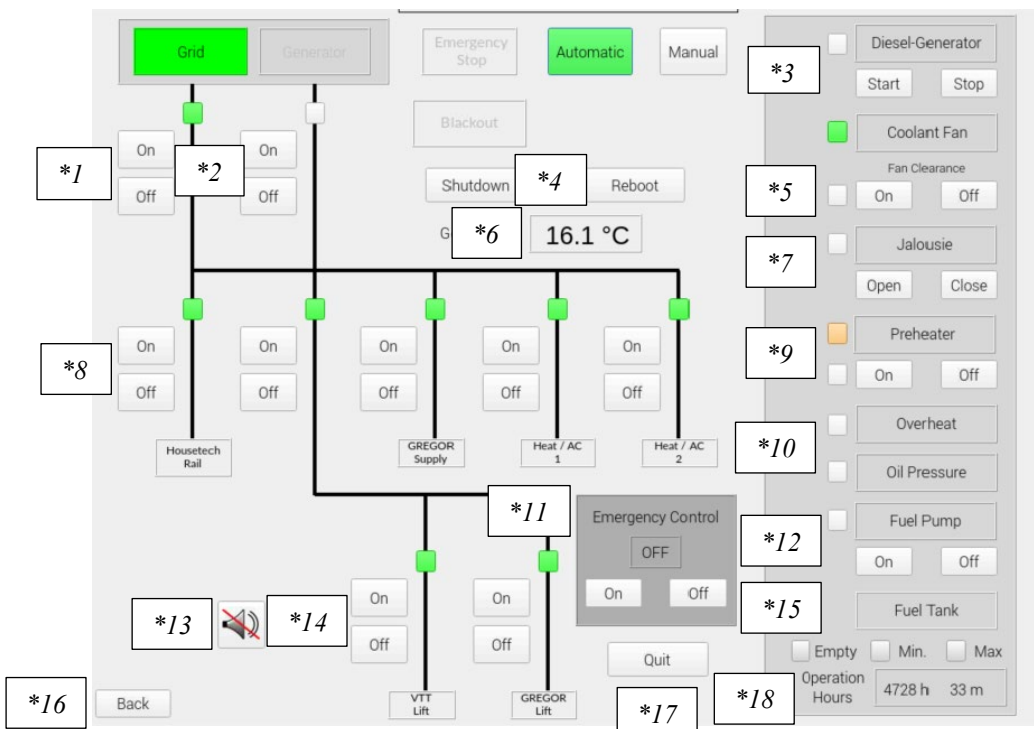 Grid Generator Emergency Stop Automatic Manual Diesel-Generator
*3
Start Stop
Blackout Coolant Fan
On On
*1 *2
Off Off
Shutdown *4 Reboot
Fan Clearance
*5 On Off
G *6 16.1 °C
*7 Jalousie
Open Close
On On On On On
*8
Off Off Off Off Off
*9 Preheater
On Off
Housetech Rail
GREGOR Supply
Heat / AC 1
Heat / AC 2
*10 Overheat
Oil Pressure
*11
Emergency Control
OFF
On Off
*12 Fuel Pump
On Off
*13 *14
On On
Off Off
*15 Fuel Tank
Empty Min. Max
Quit
*16 Back
VTT Lift
GREGOR Lift
*17 *18
Operation Hours 4728 h 33 m